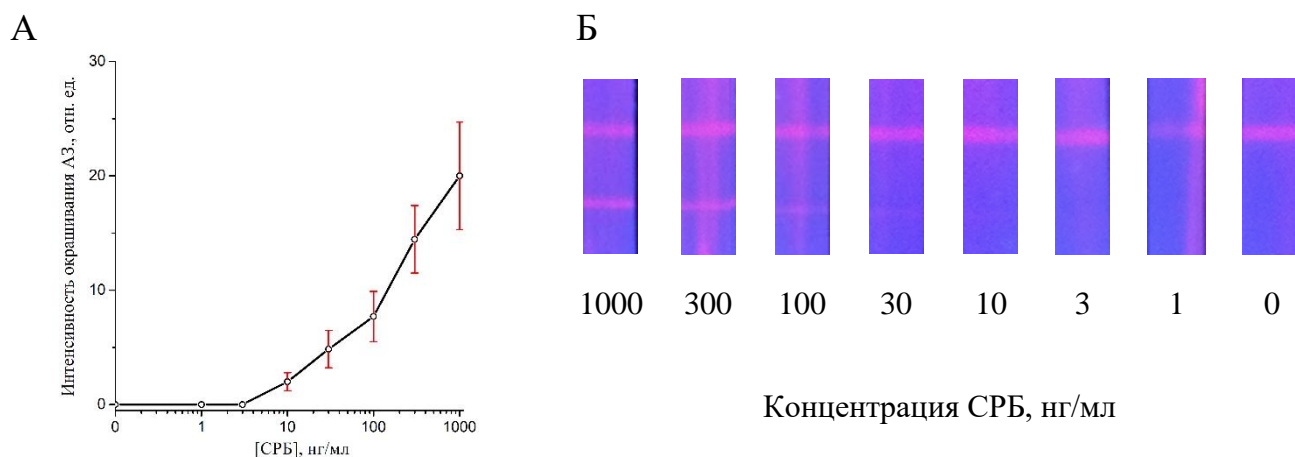 А
Б
30
20
10
0
Интенсивность окрашивания АЗ., отн. ед.
0 1 10 100 1000
[СРБ], нг/мл
1000 300 100 30 10 3 1 0
Концентрация СРБ, нг/мл